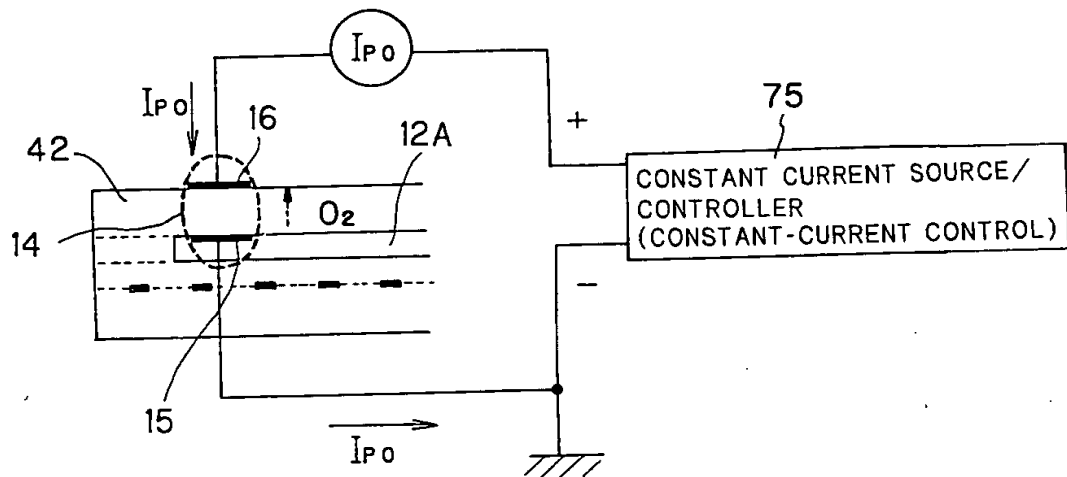 IPO
IPO
16
12A
75
42
+
CONSTANT CURRENT SOURCE/
CONTROLLER
(CONSTANT-CURRENT CONTROL)
O2
14
−
15
IPO